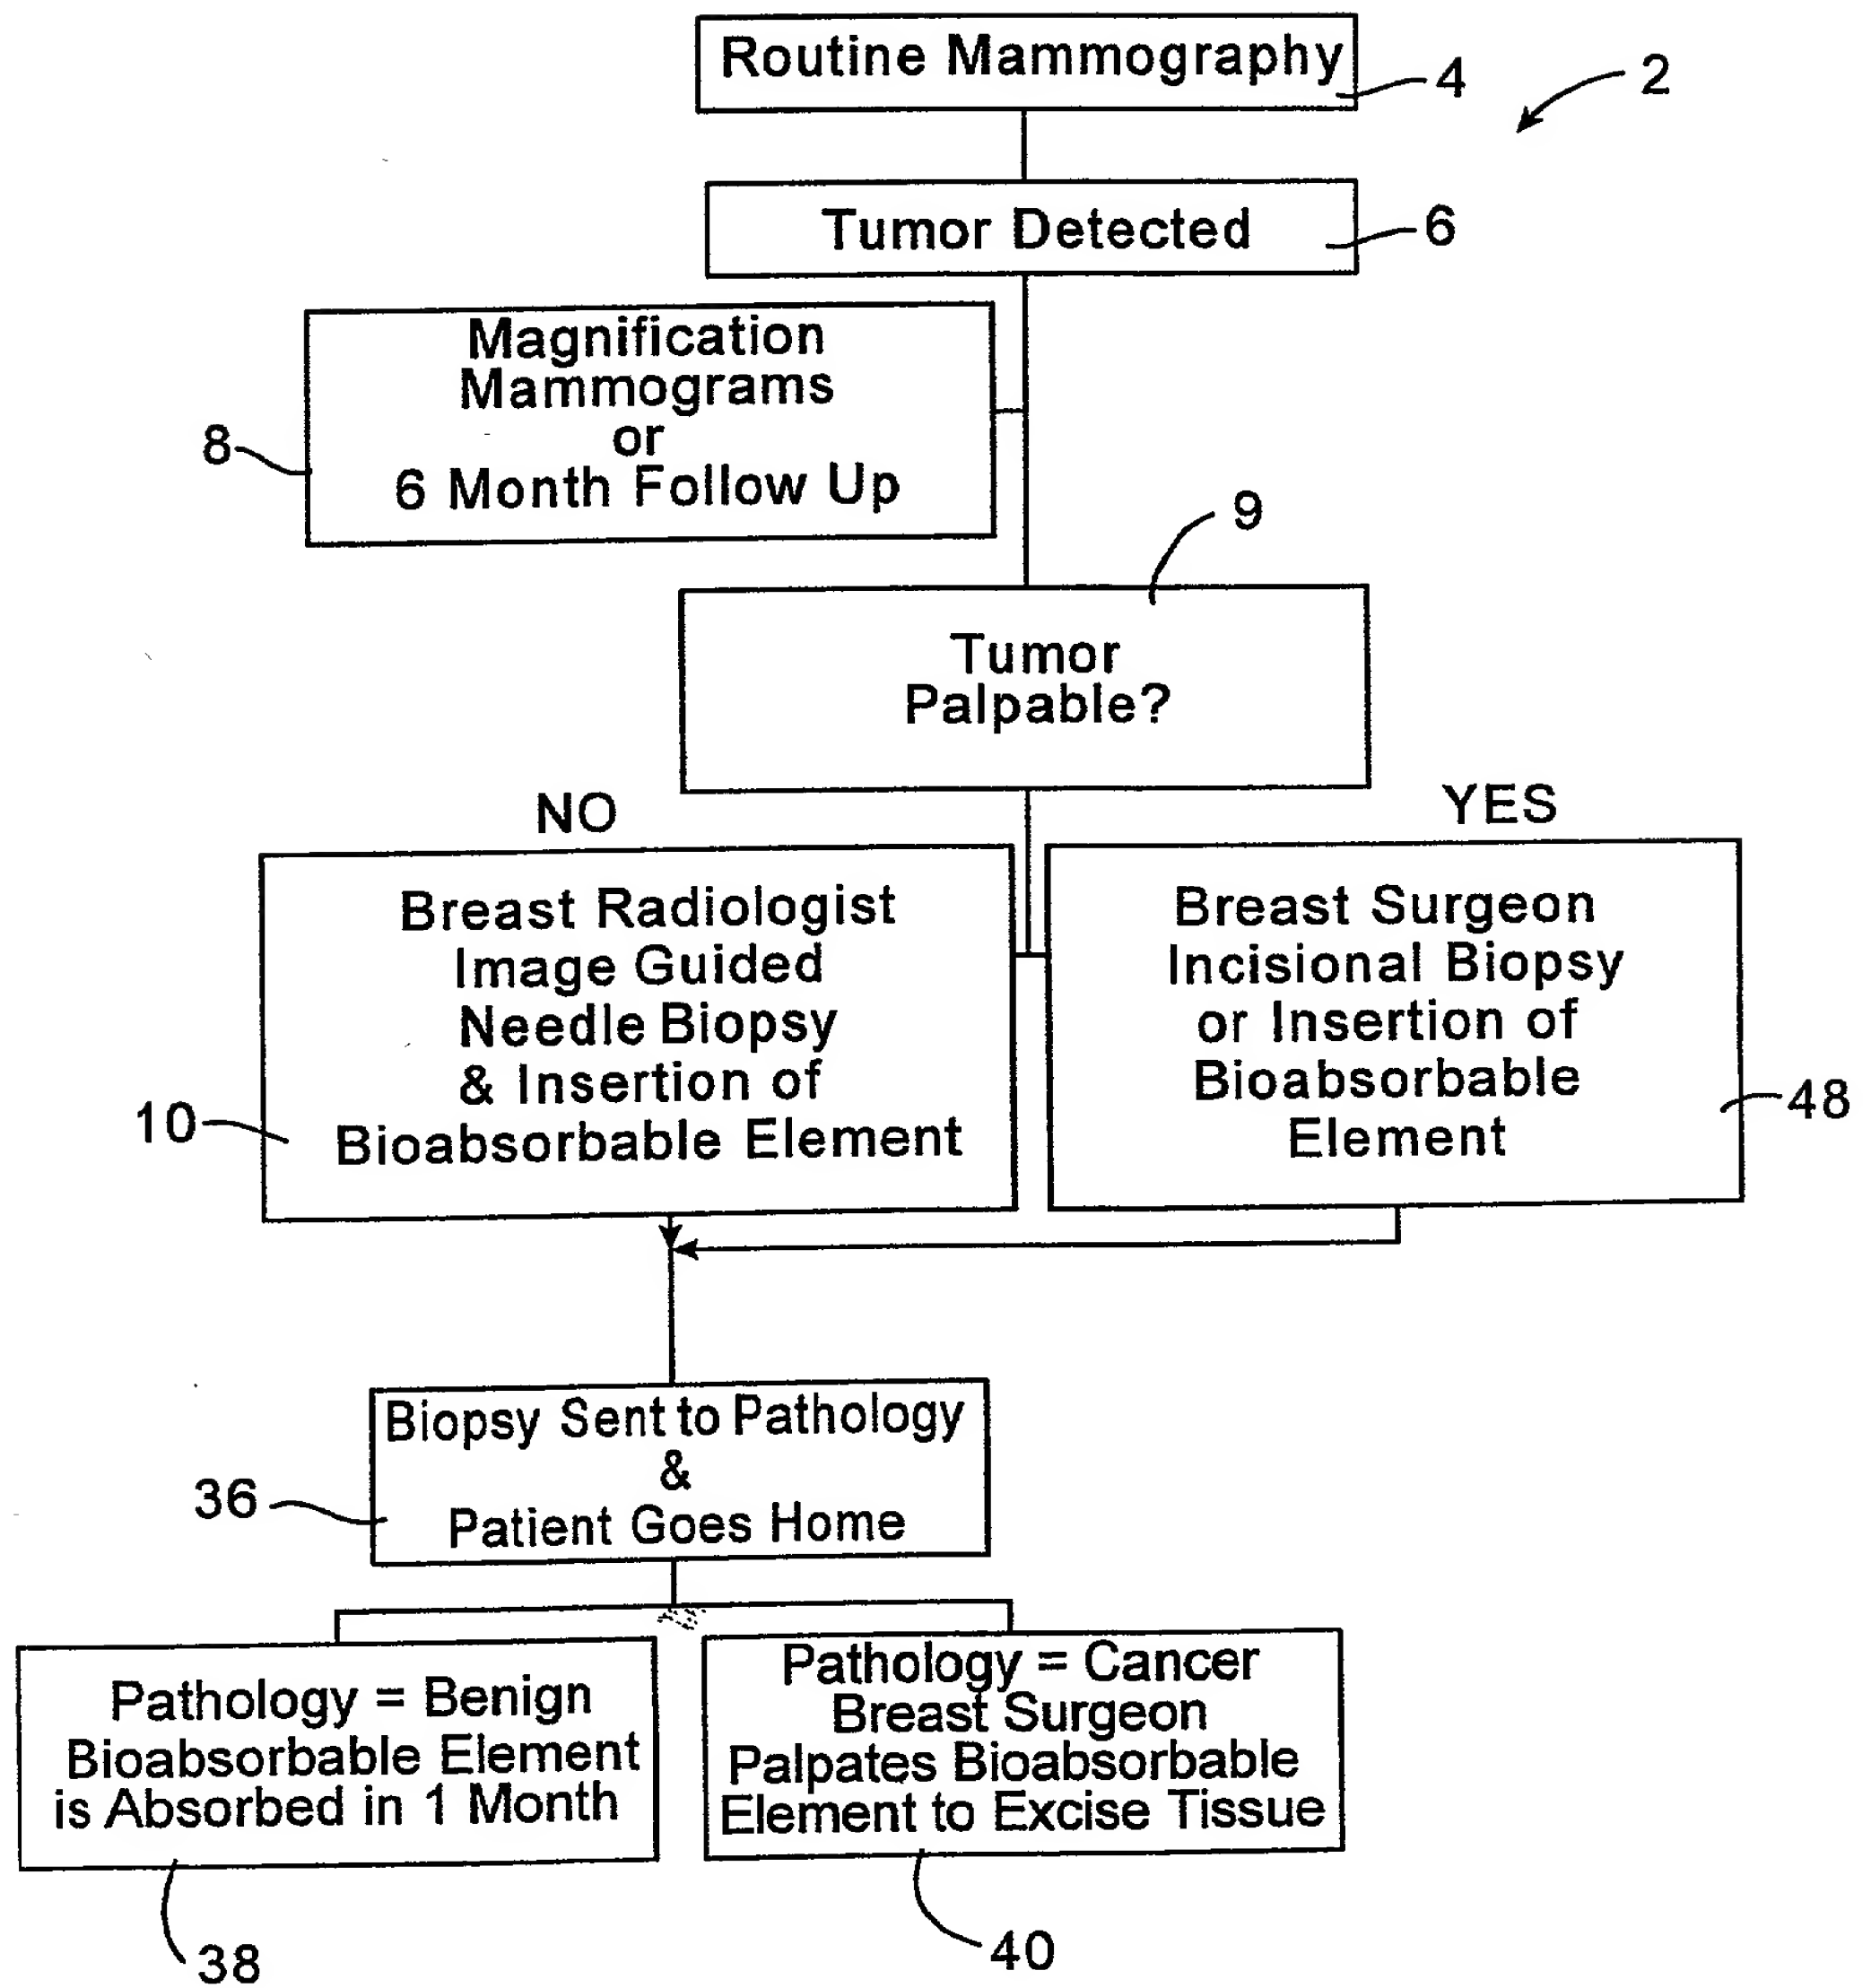 Routine Mammography
4
2
Tumor Detected
6
Magnification
Mammograms
or
6 Month Follow Up
8
9
Tumor
Palpable?
NO
YES
Breast Radiologist
Image Guided
Needle Biopsy
& Insertion of
Bioabsorbable Element
10
Breast Surgeon
Incisional Biopsy
or Insertion of
Bioabsorbable
Element
48
Biopsy Sent to Pathology
&
Patient Goes Home
36
Pathology = Benign
Bioabsorbable Element
is Absorbed in 1 Month
38
Pathology = Cancer
Breast Surgeon
Palpates Bioabsorbable
Element to Excise Tissue
40